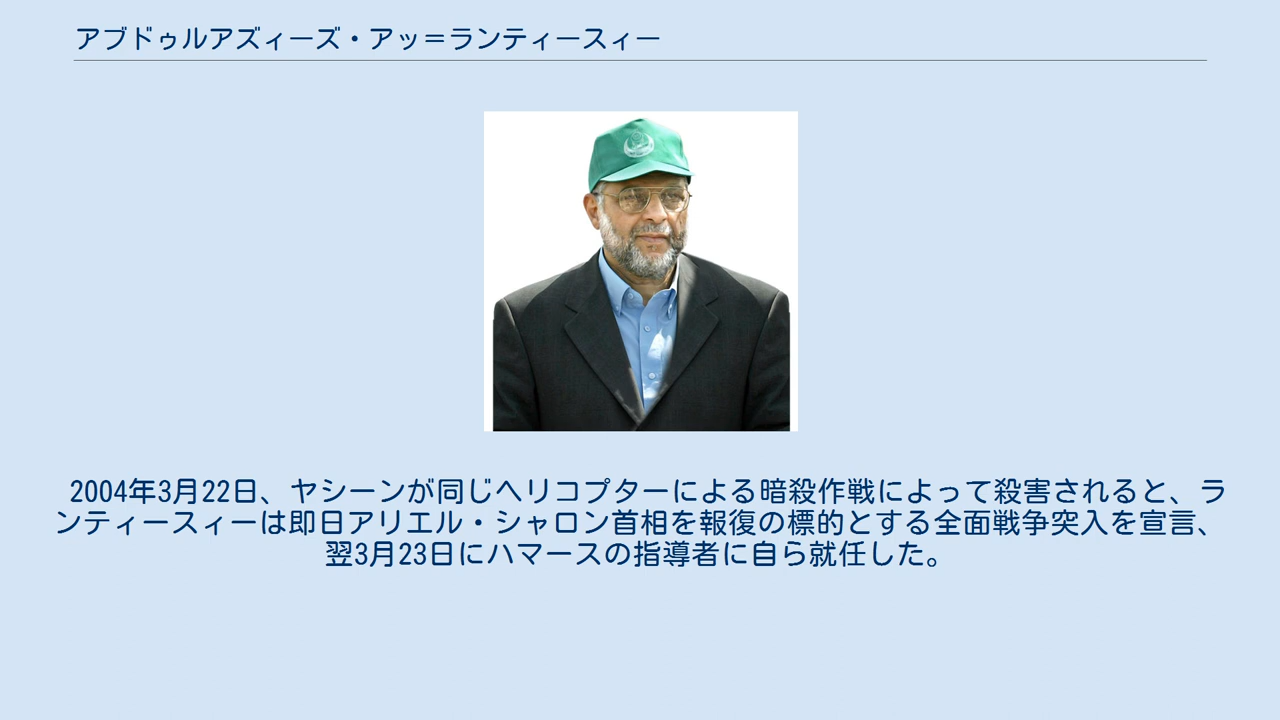 アブドゥルアズィーズ・アッ＝ランティースィー
2004年3月22日、ヤシーンが同じヘリコプターによる暗殺作戦によって殺害されると、ラ
ンティースィーは即日アリエル・シャロン首相を報復の標的とする全面戦争突入を宣言、
翌3月23日にハマースの指導者に自ら就任した。